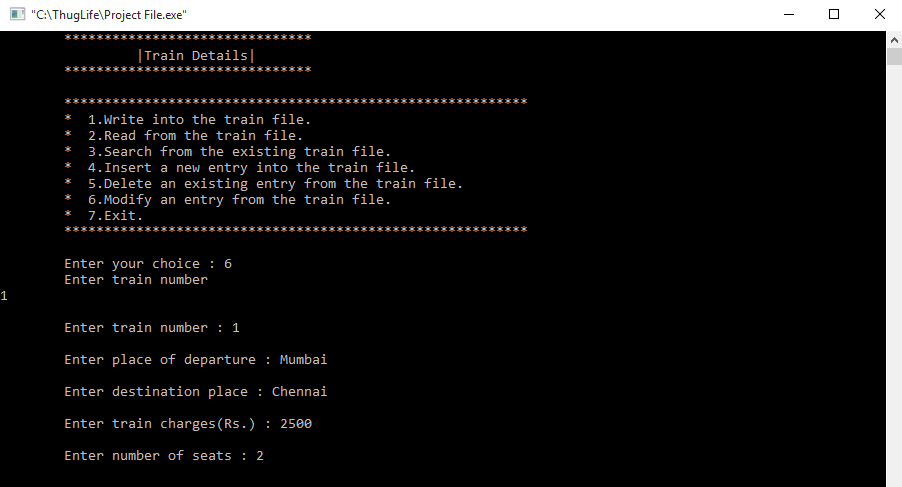 "C:\ThugLife\Project File.exe"
*******************************
|Train Details|
*******************************
**********************************************************
* 1.Write into the train file.
* 2.Read from the train file.
* 3.Search from the existing train file.
* 4.Insert a new entry into the train file.
* 5.Delete an existing entry from the train file.
* 6.Modify an entry from the train file.
* 7.Exit.
**********************************************************
Enter your choice : 6
Enter train number
1
Enter train number : 1
Enter place of departure : Mumbai
Enter destination place : Chennai
Enter train charges(Rs.) : 2500
Enter number of seats : 2